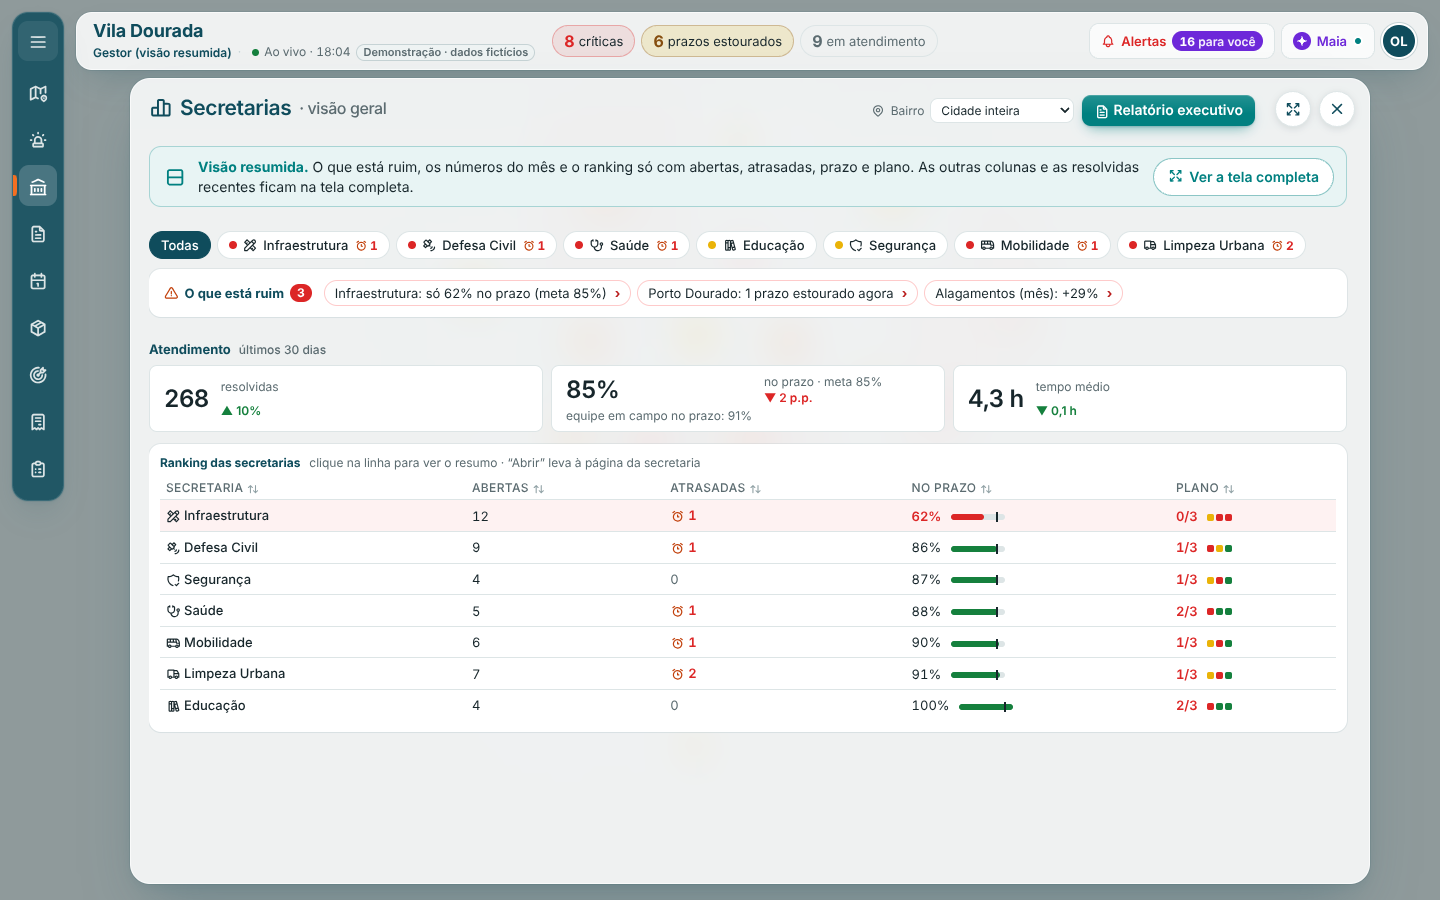 Vila Dourada
Gestor (visão resumida) · Ao vivo · 18:04 Demonstração · dados fictícios
8 críticas
6 prazos estourados
9 em atendimento
Alertas 16 para você
Maia
OL
Secretarias · visão geral
Bairro Cidade inteira
Relatório executivo
Visão resumida. O que está ruim, os números do mês e o ranking só com abertas, atrasadas, prazo e plano. As outras colunas e as resolvidas
recentes ficam na tela completa.
Ver a tela completa
Todas Infraestrutura 1 Defesa Civil 1 Saúde 1 Educação Segurança Mobilidade 1 Limpeza Urbana 2
O que está ruim 3 Infraestrutura: só 62% no prazo (meta 85%) › Porto Dourado: 1 prazo estourado agora › Alagamentos (mês): +29% ›
Atendimento últimos 30 dias
268 resolvidas
▲ 10%
85% no prazo · meta 85%
▼ 2 p.p.
equipe em campo no prazo: 91%
4,3 h tempo médio
▼ 0,1 h
Ranking das secretarias clique na linha para ver o resumo · “Abrir” leva à página da secretaria
SECRETARIA ↑↓ ABERTAS ↑↓ ATRASADAS ↑↓ NO PRAZO ↑↓ PLANO ↑↓
Infraestrutura 12 1 62% 0/3
Defesa Civil 9 1 86% 1/3
Segurança 4 0 87% 1/3
Saúde 5 1 88% 2/3
Mobilidade 6 1 90% 1/3
Limpeza Urbana 7 2 91% 1/3
Educação 4 0 100% 2/3